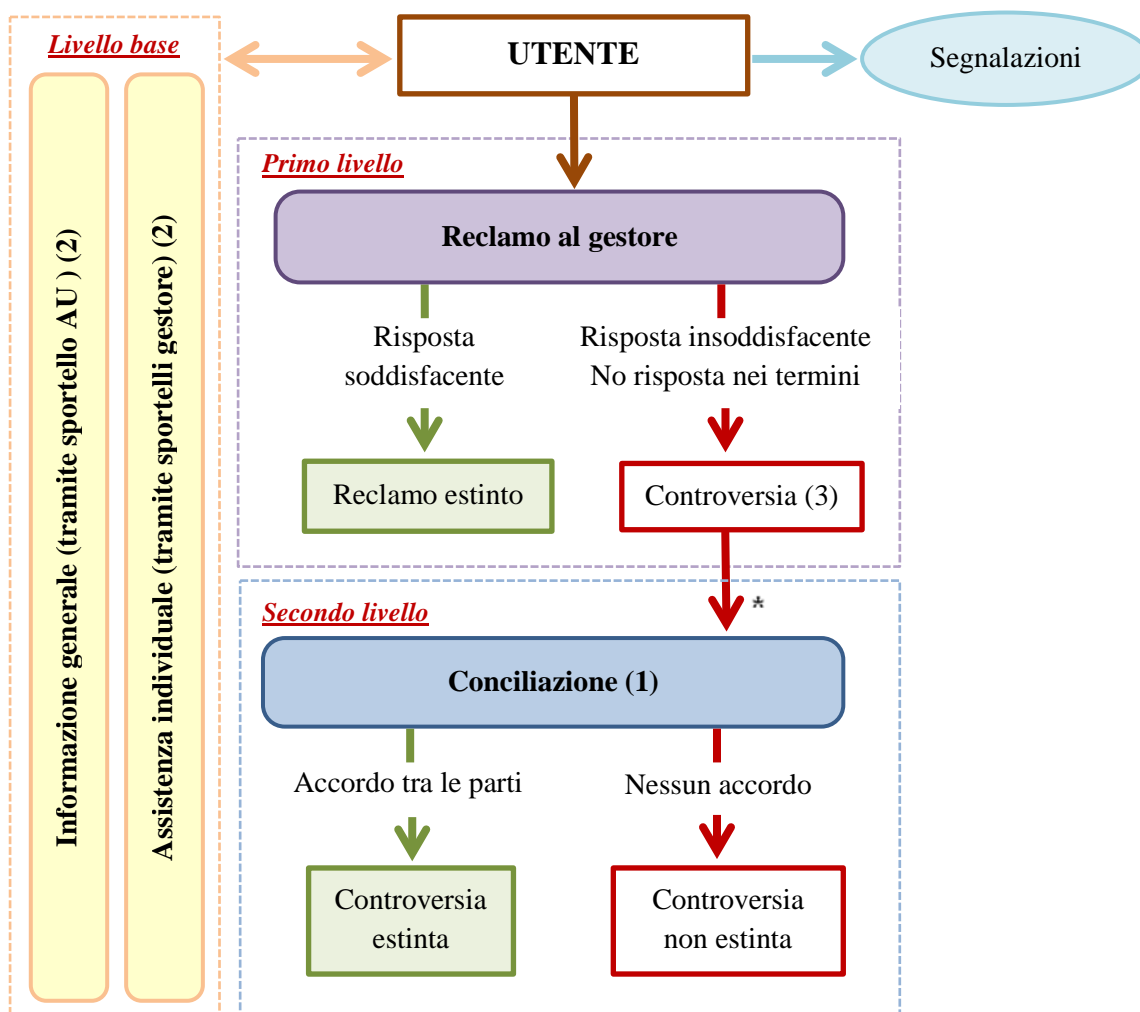 Livello base
UTENTE
Segnalazioni
Informazione generale (tramite sportello AU ) (2)
Assistenza individuale (tramite sportelli gestore) (2)
Primo livello
Reclamo al gestore
Risposta
soddisfacente
Risposta insoddisfacente
No risposta nei termini
Reclamo estinto
Controversia (3)
Secondo livello
*
Conciliazione (1)
Accordo tra le parti
Nessun accordo
Controversia
estinta
Controversia
non estinta